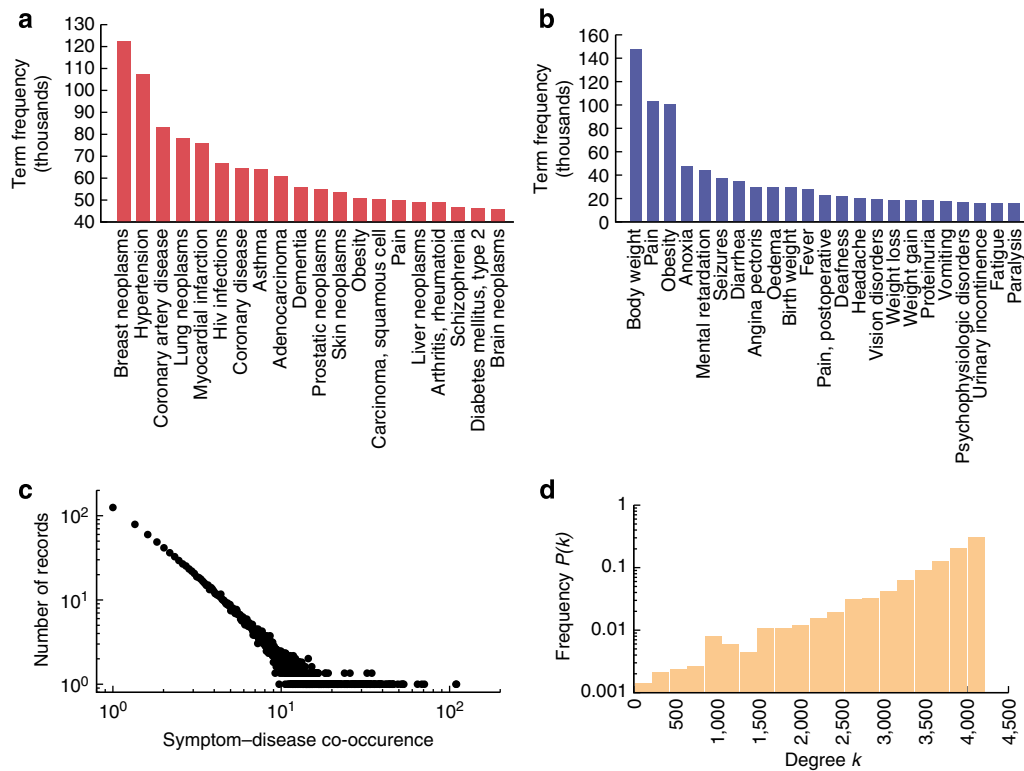 a
Term frequency
(thousands)
130
120
110
100
90
80
70
60
50
40
Breast neoplasms
Hypertension
Coronary artery disease
Lung neoplasms
Myocardial infarction
Hiv infections
Coronary disease
Asthma
Adenocarcinoma
Dementia
Prostatic neoplasms
Skin neoplasms
Obesity
Carcinoma, squamous cell
Pain
Liver neoplasms
Arthritis, rheumatoid
Schizophrenia
Diabetes mellitus, type 2
Brain neoplasms
b
Term frequency
(thousands)
160
140
120
100
80
60
40
20
0
Body weight
Pain
Obesity
Anoxia
Mental retardation
Seizures
Diarrhea
Angina pectoris
Oedema
Birth weight
Fever
Pain, postoperative
Deafness
Headache
Vision disorders
Weight loss
Weight gain
Proteinuria
Vomiting
Psychophysiologic disorders
Urinary incontinence
Fatigue
Paralysis
c
Number of records
10²
10¹
10⁰
10⁰ 10¹ 10²
Symptom–disease co-occurence
d
Frequency P(k)
1
0.1
0.01
0.001
0 500 1,000 1,500 2,000 2,500 3,000 3,500 4,000 4,500
Degree k